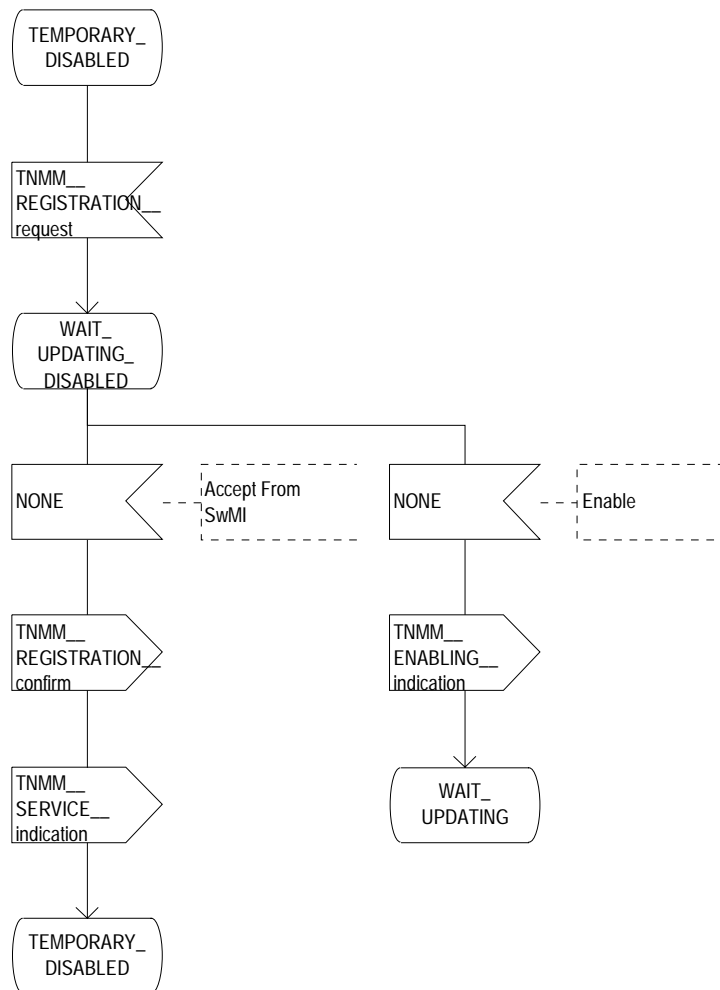 TEMPORARY_
DISABLED
TNMM__
REGISTRATION__
request
WAIT_
UPDATING_
DISABLED
NONE
Accept From
SwMI
NONE
Enable
TNMM__
REGISTRATION__
confirm
TNMM__
ENABLING__
indication
TNMM__
SERVICE__
indication
WAIT_
UPDATING
TEMPORARY_
DISABLED